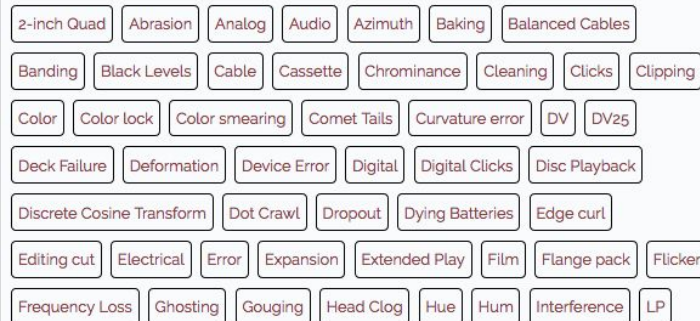 2-inch Quad Abrasion Analog Audio Azimuth Baking Balanced Cables
Banding Black Levels Cable Cassette Chrominance Cleaning Clicks Clipping
Color Color lock Color smearing Comet Tails Curvature error DV DV25
Deck Failure Deformation Device Error Digital Digital Clicks Disc Playback
Discrete Cosine Transform Dot Crawl Dropout Dying Batteries Edge curl
Editing cut Electrical Error Expansion Extended Play Film Flange pack Flicker
Frequency Loss Ghosting Gouging Head Clog Hue Hum Interference LP